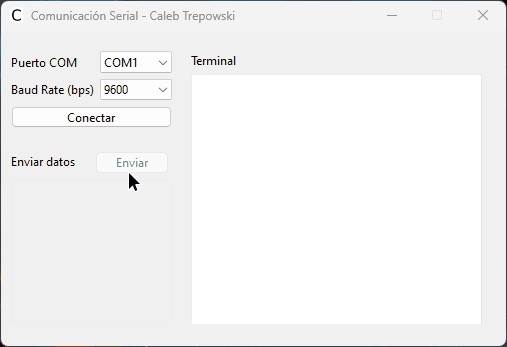 C Comunicación Serial - Caleb Trepowski
Puerto COM COM1
Baud Rate (bps) 9600
Conectar
Enviar datos Enviar
Terminal